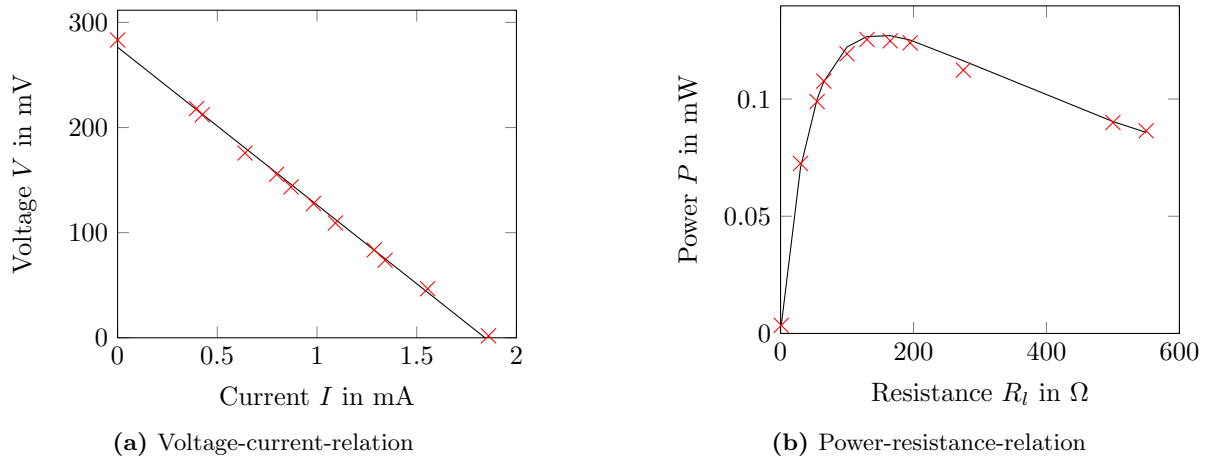 300
200
100
0
Voltage V in mV
0
0.5
1
1.5
2
Current I in mA
(a) Voltage-current-relation
0.1
0.05
0
Power P in mW
0
200
400
600
Resistance R_l in Ω
(b) Power-resistance-relation